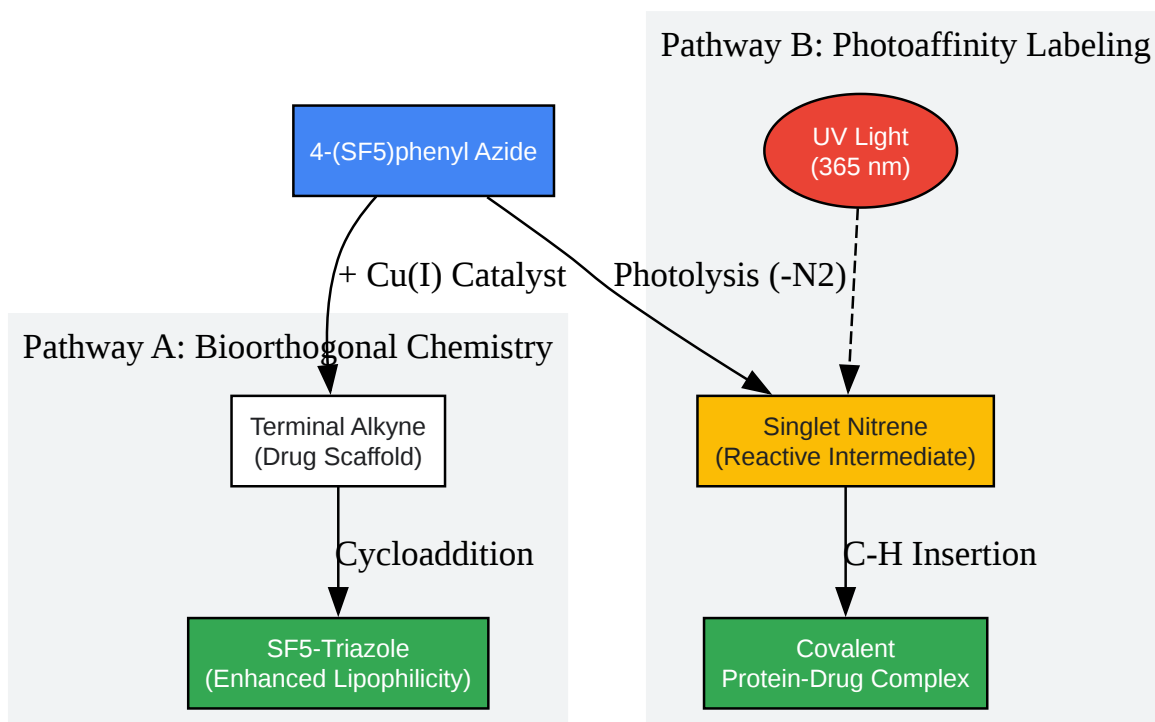 Pathway B: Photoaffinity Labeling
4-(SF5)phenyl Azide
UV Light
(365 nm)
+ Cu(I) Catalyst
Photolysis (-N2)
Pathway A: Bioorthogonal Chemistry
Terminal Alkyne
(Drug Scaffold)
Singlet Nitrene
(Reactive Intermediate)
Cycloaddition
C-H Insertion
SF5-Triazole
(Enhanced Lipophilicity)
Covalent
Protein-Drug Complex